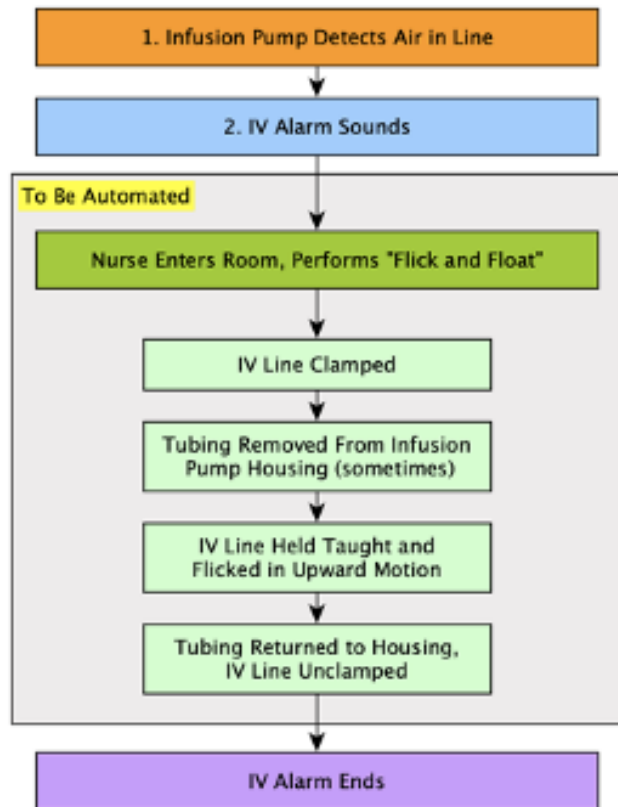 1. Infusion Pump Detects Air in Line
2. IV Alarm Sounds
To Be Automated
Nurse Enters Room, Performs "Flick and Float"
IV Line Clamped
Tubing Removed From Infusion
Pump Housing (sometimes)
IV Line Held Taught and
Flicked in Upward Motion
Tubing Returned to Housing,
IV Line Unclamped
IV Alarm Ends